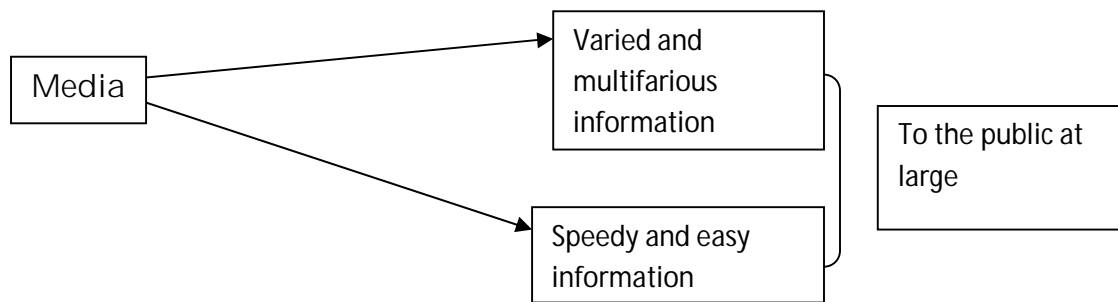 Media
Varied and
multifarious
information
To the public at
large
Speedy and easy
information